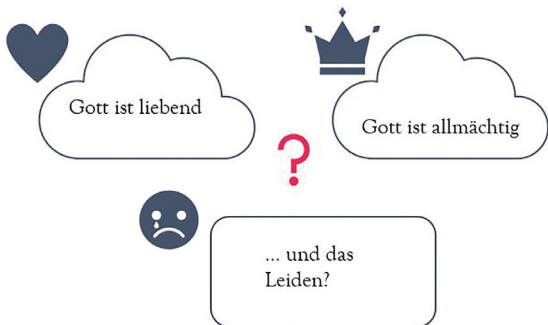 Gott ist liebend
Gott ist allmächtig
?
... und das
Leiden?